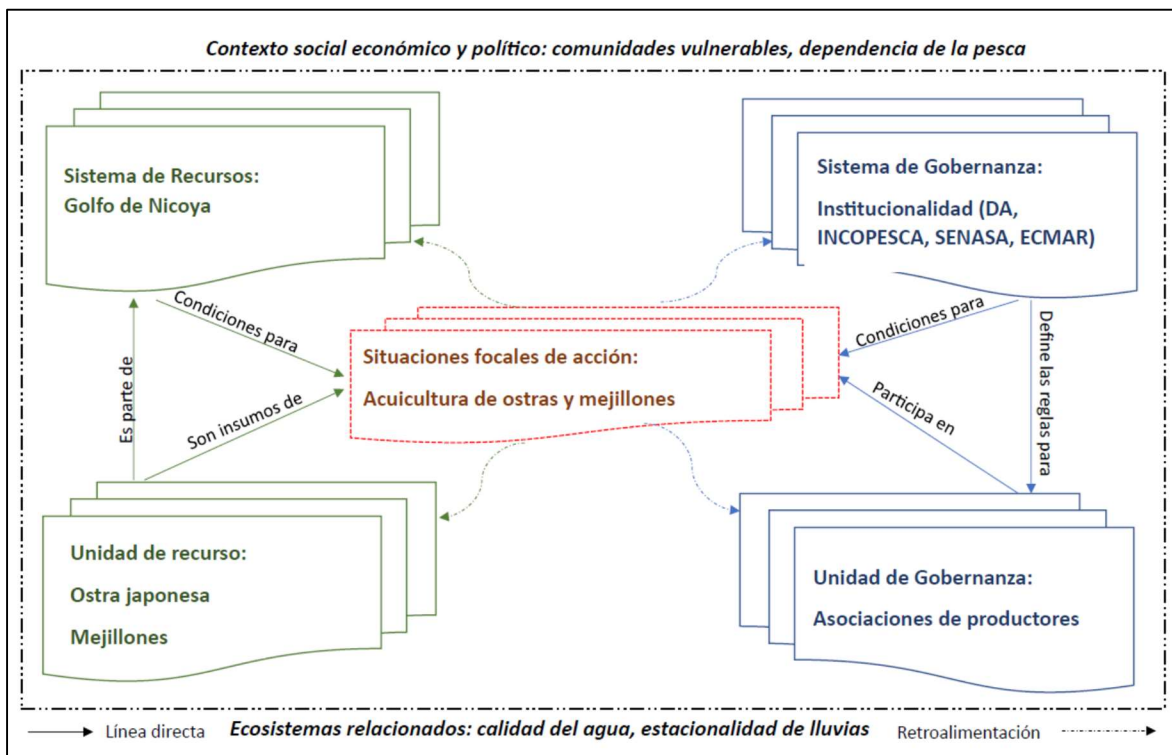 Contexto social económico y político: comunidades vulnerables, dependencia de la pesca
Sistema de Recursos:
Golfo de Nicoya
Sistema de Gobernanza:
Institucionalidad (DA,
INCOPESCA, SENASA, ECMAR)
Condiciones para
Condiciones para
Es parte de
Son insumos de
Situaciones focales de acción:
Acuicultura de ostras y mejillones
Participa en
Define las reglas para
Unidad de recurso:
Ostra japonesa
Mejillones
Unidad de Gobernanza:
Asociaciones de productores
Línea directa
Ecosistemas relacionados: calidad del agua, estacionalidad de lluvias
Retroalimentación